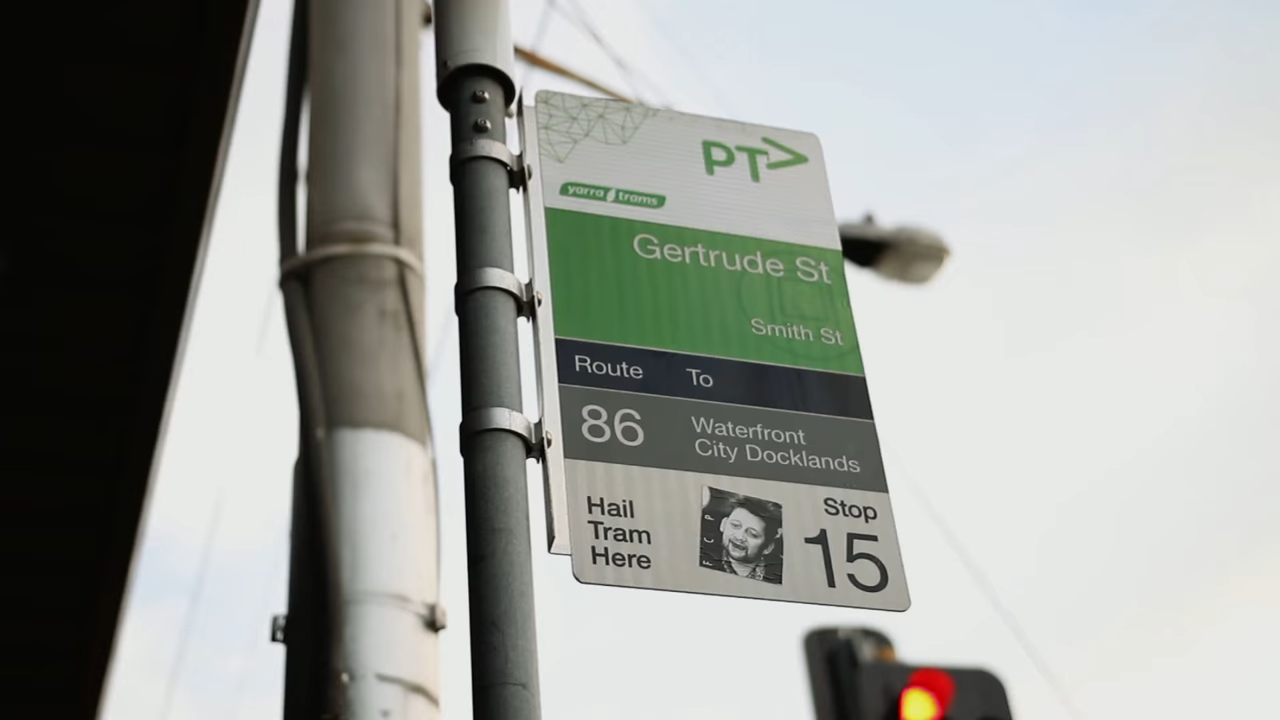 PT>
yarra trams
Gertrude St
Smith St
Route To
86 Waterfront
City Docklands
Hail
Tram
Here
Stop
15
F C P